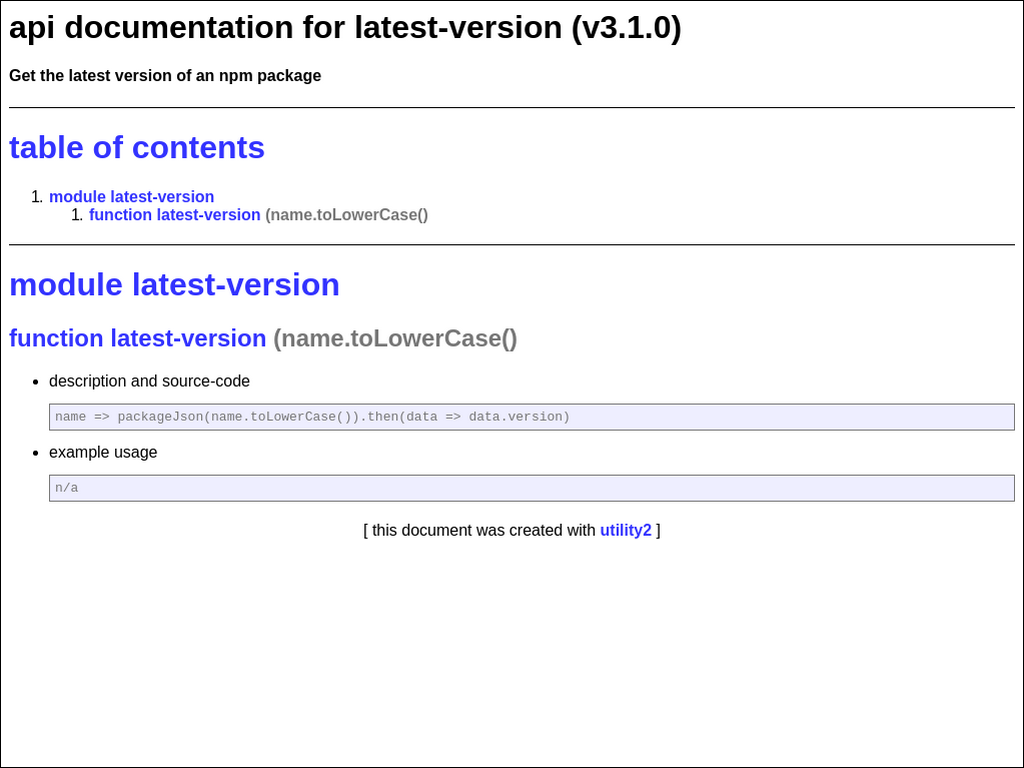 api documentation for latest-version (v3.1.0)
Get the latest version of an npm package
table of contents
1. module latest-version
1. function latest-version (name.toLowerCase()
module latest-version
function latest-version (name.toLowerCase()
• description and source-code
name => packageJson(name.toLowerCase()).then(data => data.version)
• example usage
n/a
[ this document was created with utility2 ]